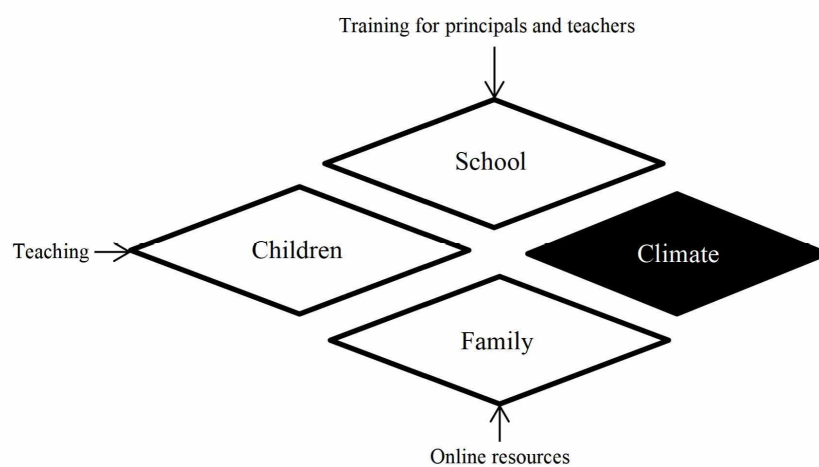 Training for principals and teachers
School
Teaching
Children
Climate
Family
Online resources